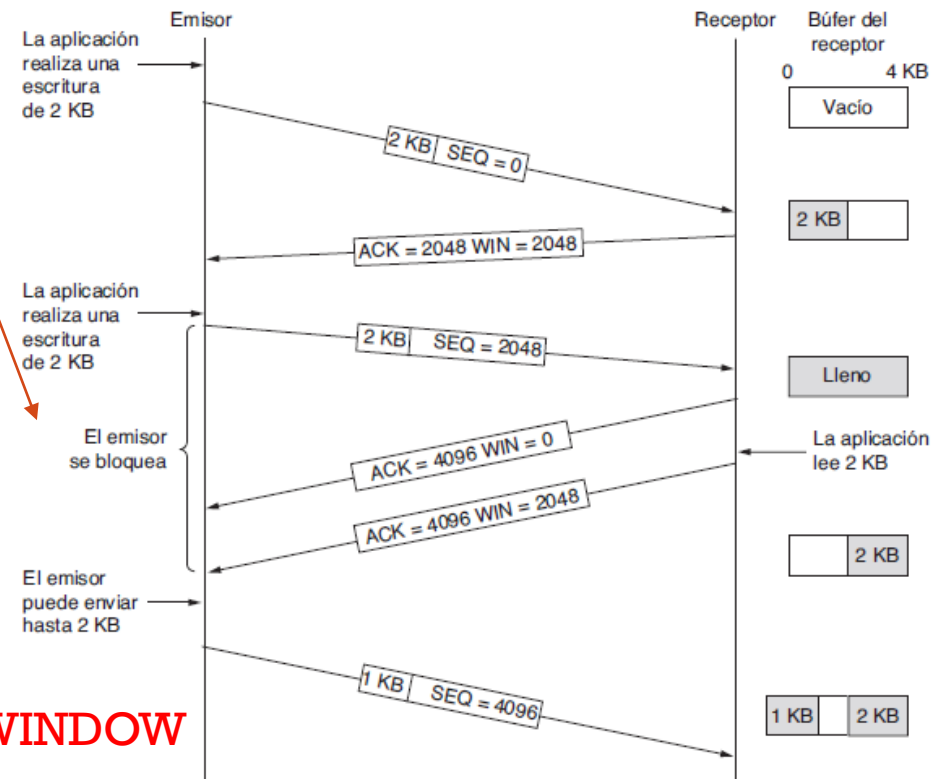 Emisor
Receptor
Búfer del
receptor
0
4 KB
La aplicación
realiza una
escritura
de 2 KB
Vacío
2 KB SEQ = 0
2 KB
ACK = 2048 WIN = 2048
La aplicación
realiza una
escritura
de 2 KB
2 KB SEQ = 2048
Lleno
El emisor
se bloquea
ACK = 4096 WIN = 0
La aplicación
lee 2 KB
ACK = 4096 WIN = 2048
2 KB
El emisor
puede enviar
hasta 2 KB
1 KB SEQ = 4096
1 KB
2 KB
WINDOW